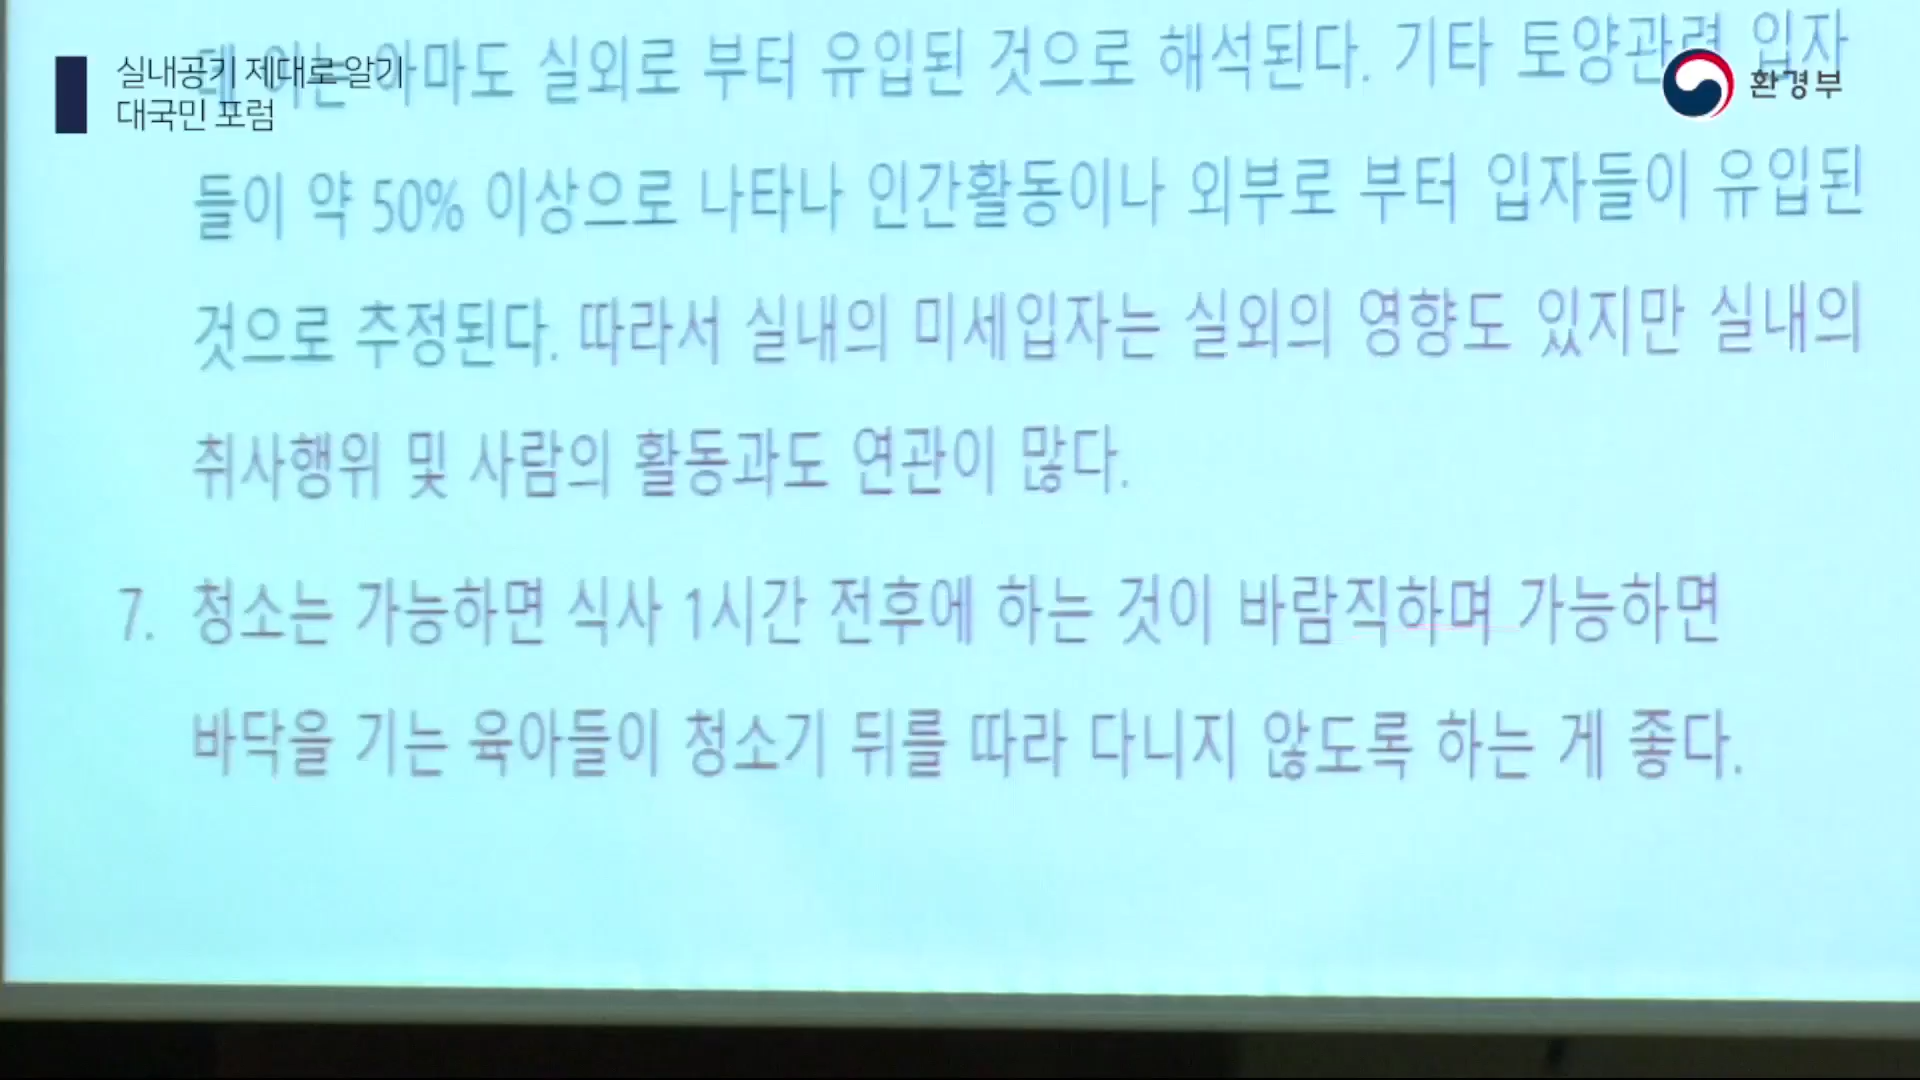 실내공기 제대로 알기
대국민 포럼
환경부
데 이는 아마도 실외로 부터 유입된 것으로 해석된다. 기타 토양관련 입자
들이 약 50% 이상으로 나타나 인간활동이나 외부로 부터 입자들이 유입된
것으로 추정된다. 따라서 실내의 미세입자는 실외의 영향도 있지만 실내의
취사행위 및 사람의 활동과도 연관이 많다.
7. 청소는 가능하면 식사 1시간 전후에 하는 것이 바람직하며 가능하면
바닥을 기는 육아들이 청소기 뒤를 따라 다니지 않도록 하는 게 좋다.